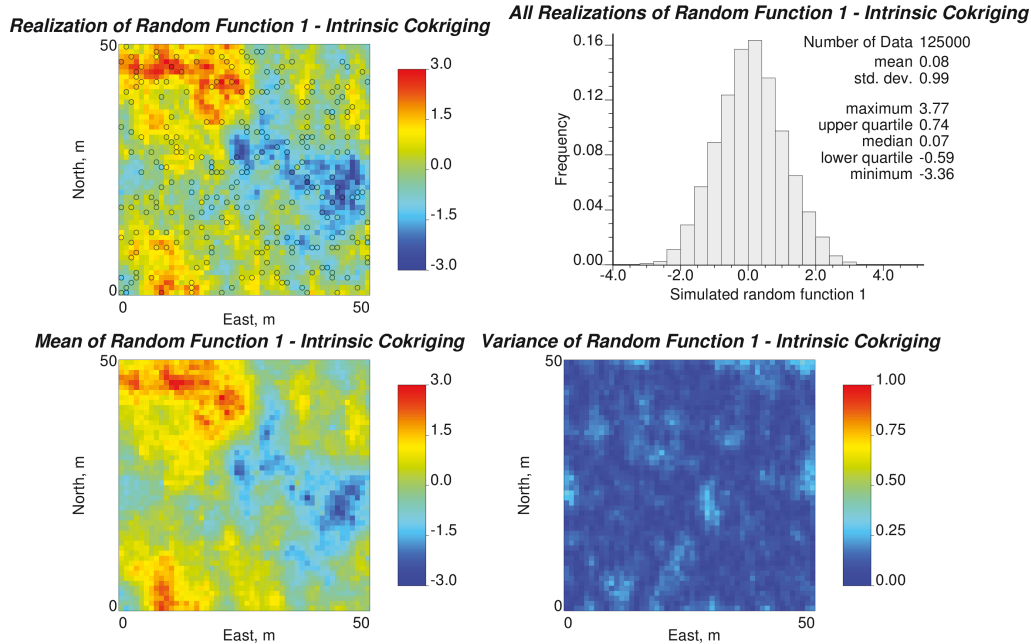 Realization of Random Function 1 - Intrinsic Cokriging
50
North, m
0
0
50
East, m
3.0
1.5
0.0
-1.5
-3.0
All Realizations of Random Function 1 - Intrinsic Cokriging
Number of Data 125000
mean 0.08
std. dev. 0.99
maximum 3.77
upper quartile 0.74
median 0.07
lower quartile -0.59
minimum -3.36
Frequency
0.16
0.12
0.08
0.04
0.00
-4.0 -2.0 0.0 2.0 4.0
Simulated random function 1
Mean of Random Function 1 - Intrinsic Cokriging
50
North, m
0
0
50
East, m
3.0
1.5
0.0
-1.5
-3.0
Variance of Random Function 1 - Intrinsic Cokriging
50
North, m
0
0
50
East, m
1.00
0.75
0.50
0.25
0.00